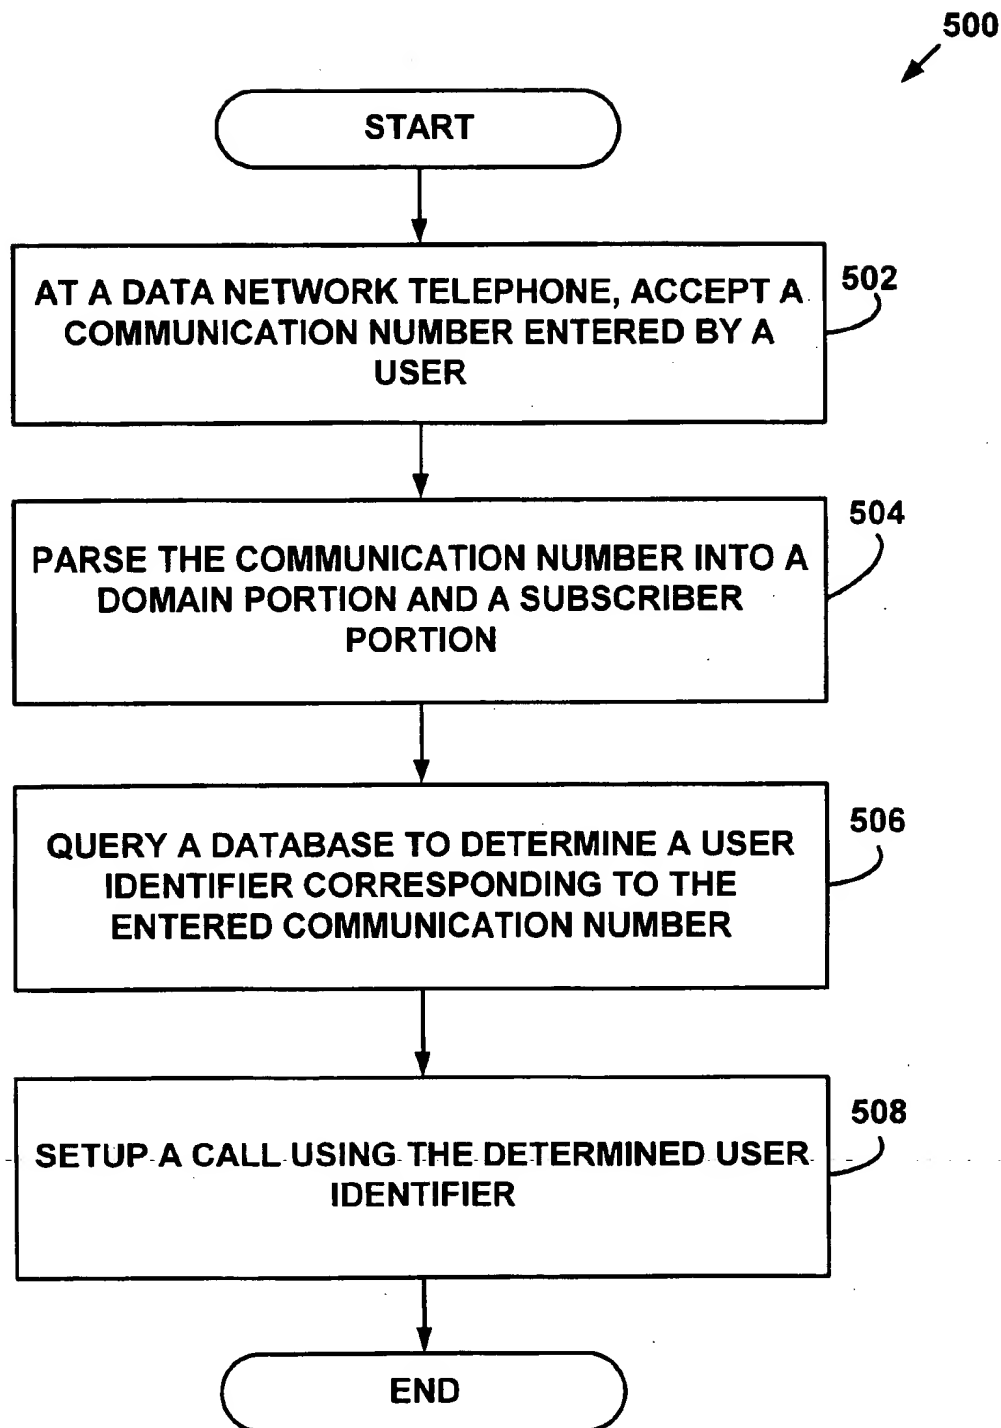 500
START
AT A DATA NETWORK TELEPHONE, ACCEPT A
COMMUNICATION NUMBER ENTERED BY A
USER
502
PARSE THE COMMUNICATION NUMBER INTO A
DOMAIN PORTION AND A SUBSCRIBER
PORTION
504
QUERY A DATABASE TO DETERMINE A USER
IDENTIFIER CORRESPONDING TO THE
ENTERED COMMUNICATION NUMBER
506
SETUP A CALL USING THE DETERMINED USER
IDENTIFIER
508
END